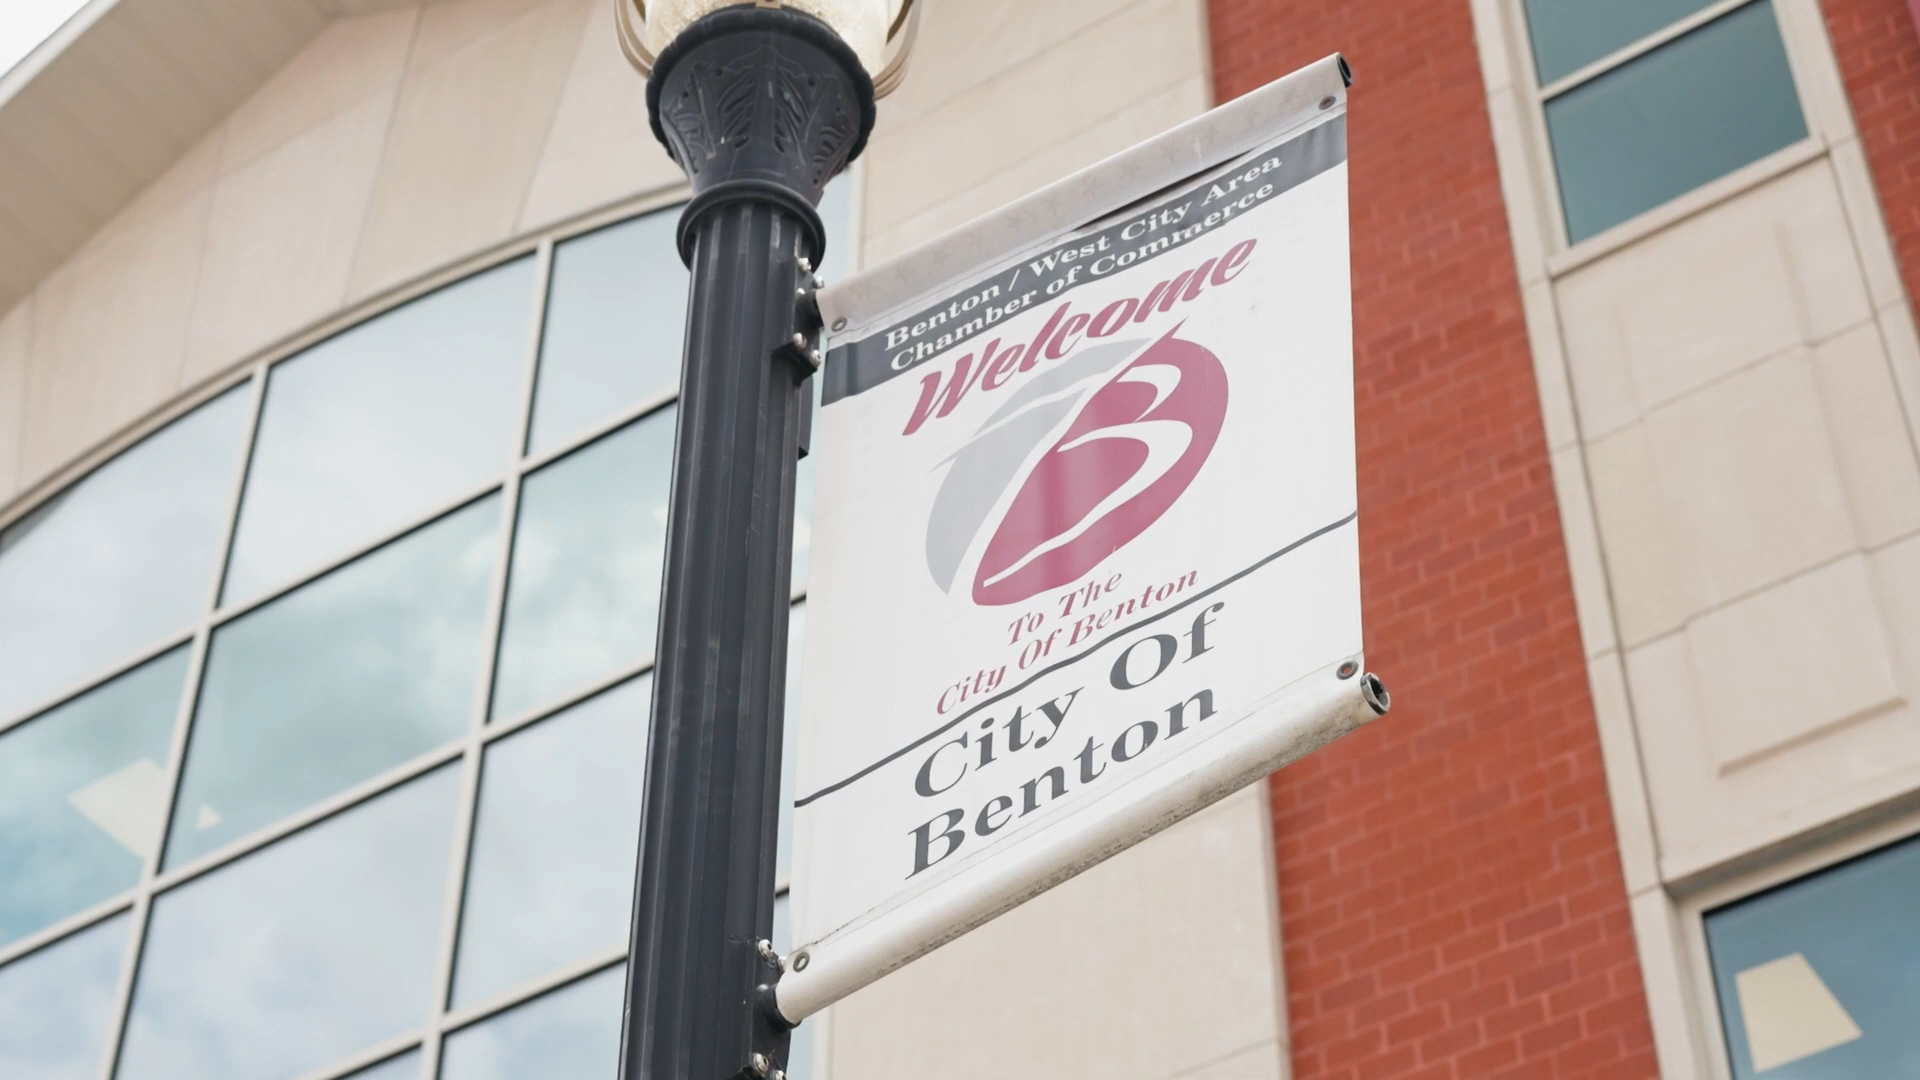 Benton / West City Area
Chamber of Commerce
Welcome
B
To The
City Of Benton
City Of
Benton